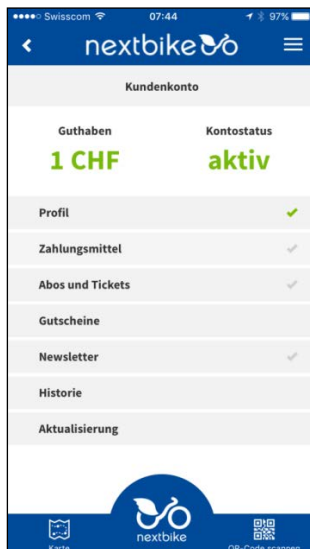 Swisscom 07:44 97%
nextbike
Kundenkonto
Guthaben Kontostatus
1 CHF aktiv
Profil
Zahlungsmittel
Abos und Tickets
Gutscheine
Newsletter
Historie
Aktualisierung
nextbike
Karte QR-Code scannen